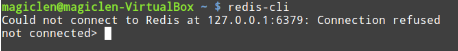 magiclen@magiclen-VirtualBox ~ $ redis-cli
Could not connect to Redis at 127.0.0.1:6379: Connection refused
not connected>